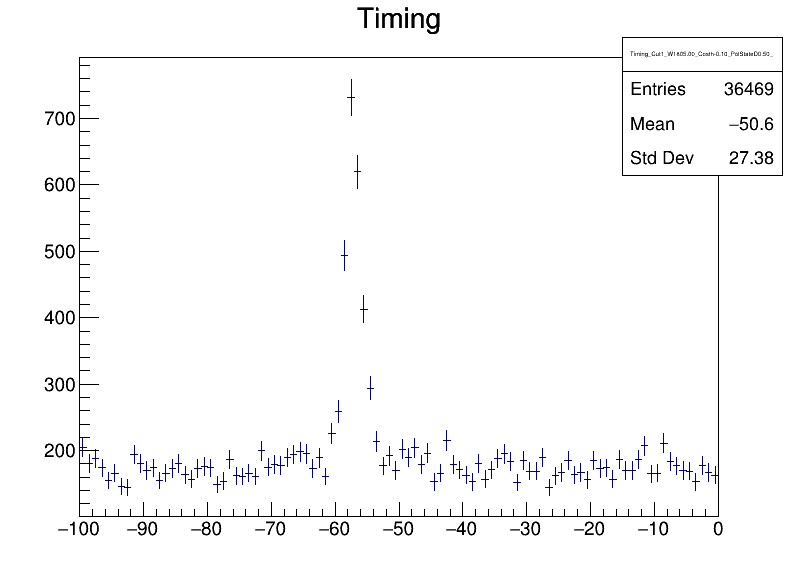 Timing
Timing_Cut1_W1605.00_Costh-0.10_PolStateD0.50_
Entries 36469
Mean −50.6
Std Dev 27.38
700
600
500
400
300
200
−100 −90 −80 −70 −60 −50 −40 −30 −20 −10 0